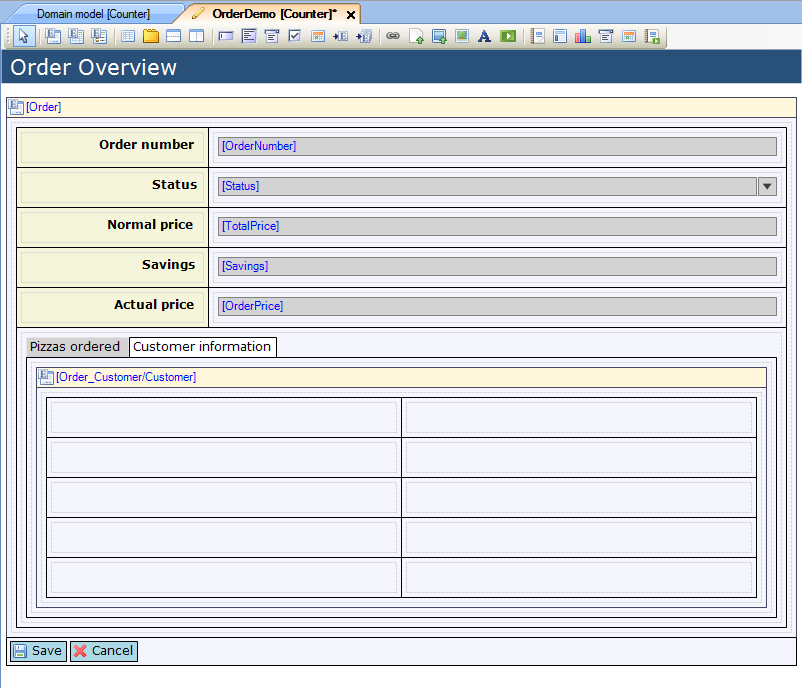 Domain model [Counter]
OrderDemo [Counter]*
Order Overview
[Order]
Order number
[OrderNumber]
Status
[Status]
Normal price
[TotalPrice]
Savings
[Savings]
Actual price
[OrderPrice]
Pizzas ordered
Customer information
[Order_Customer/Customer]
Save
Cancel